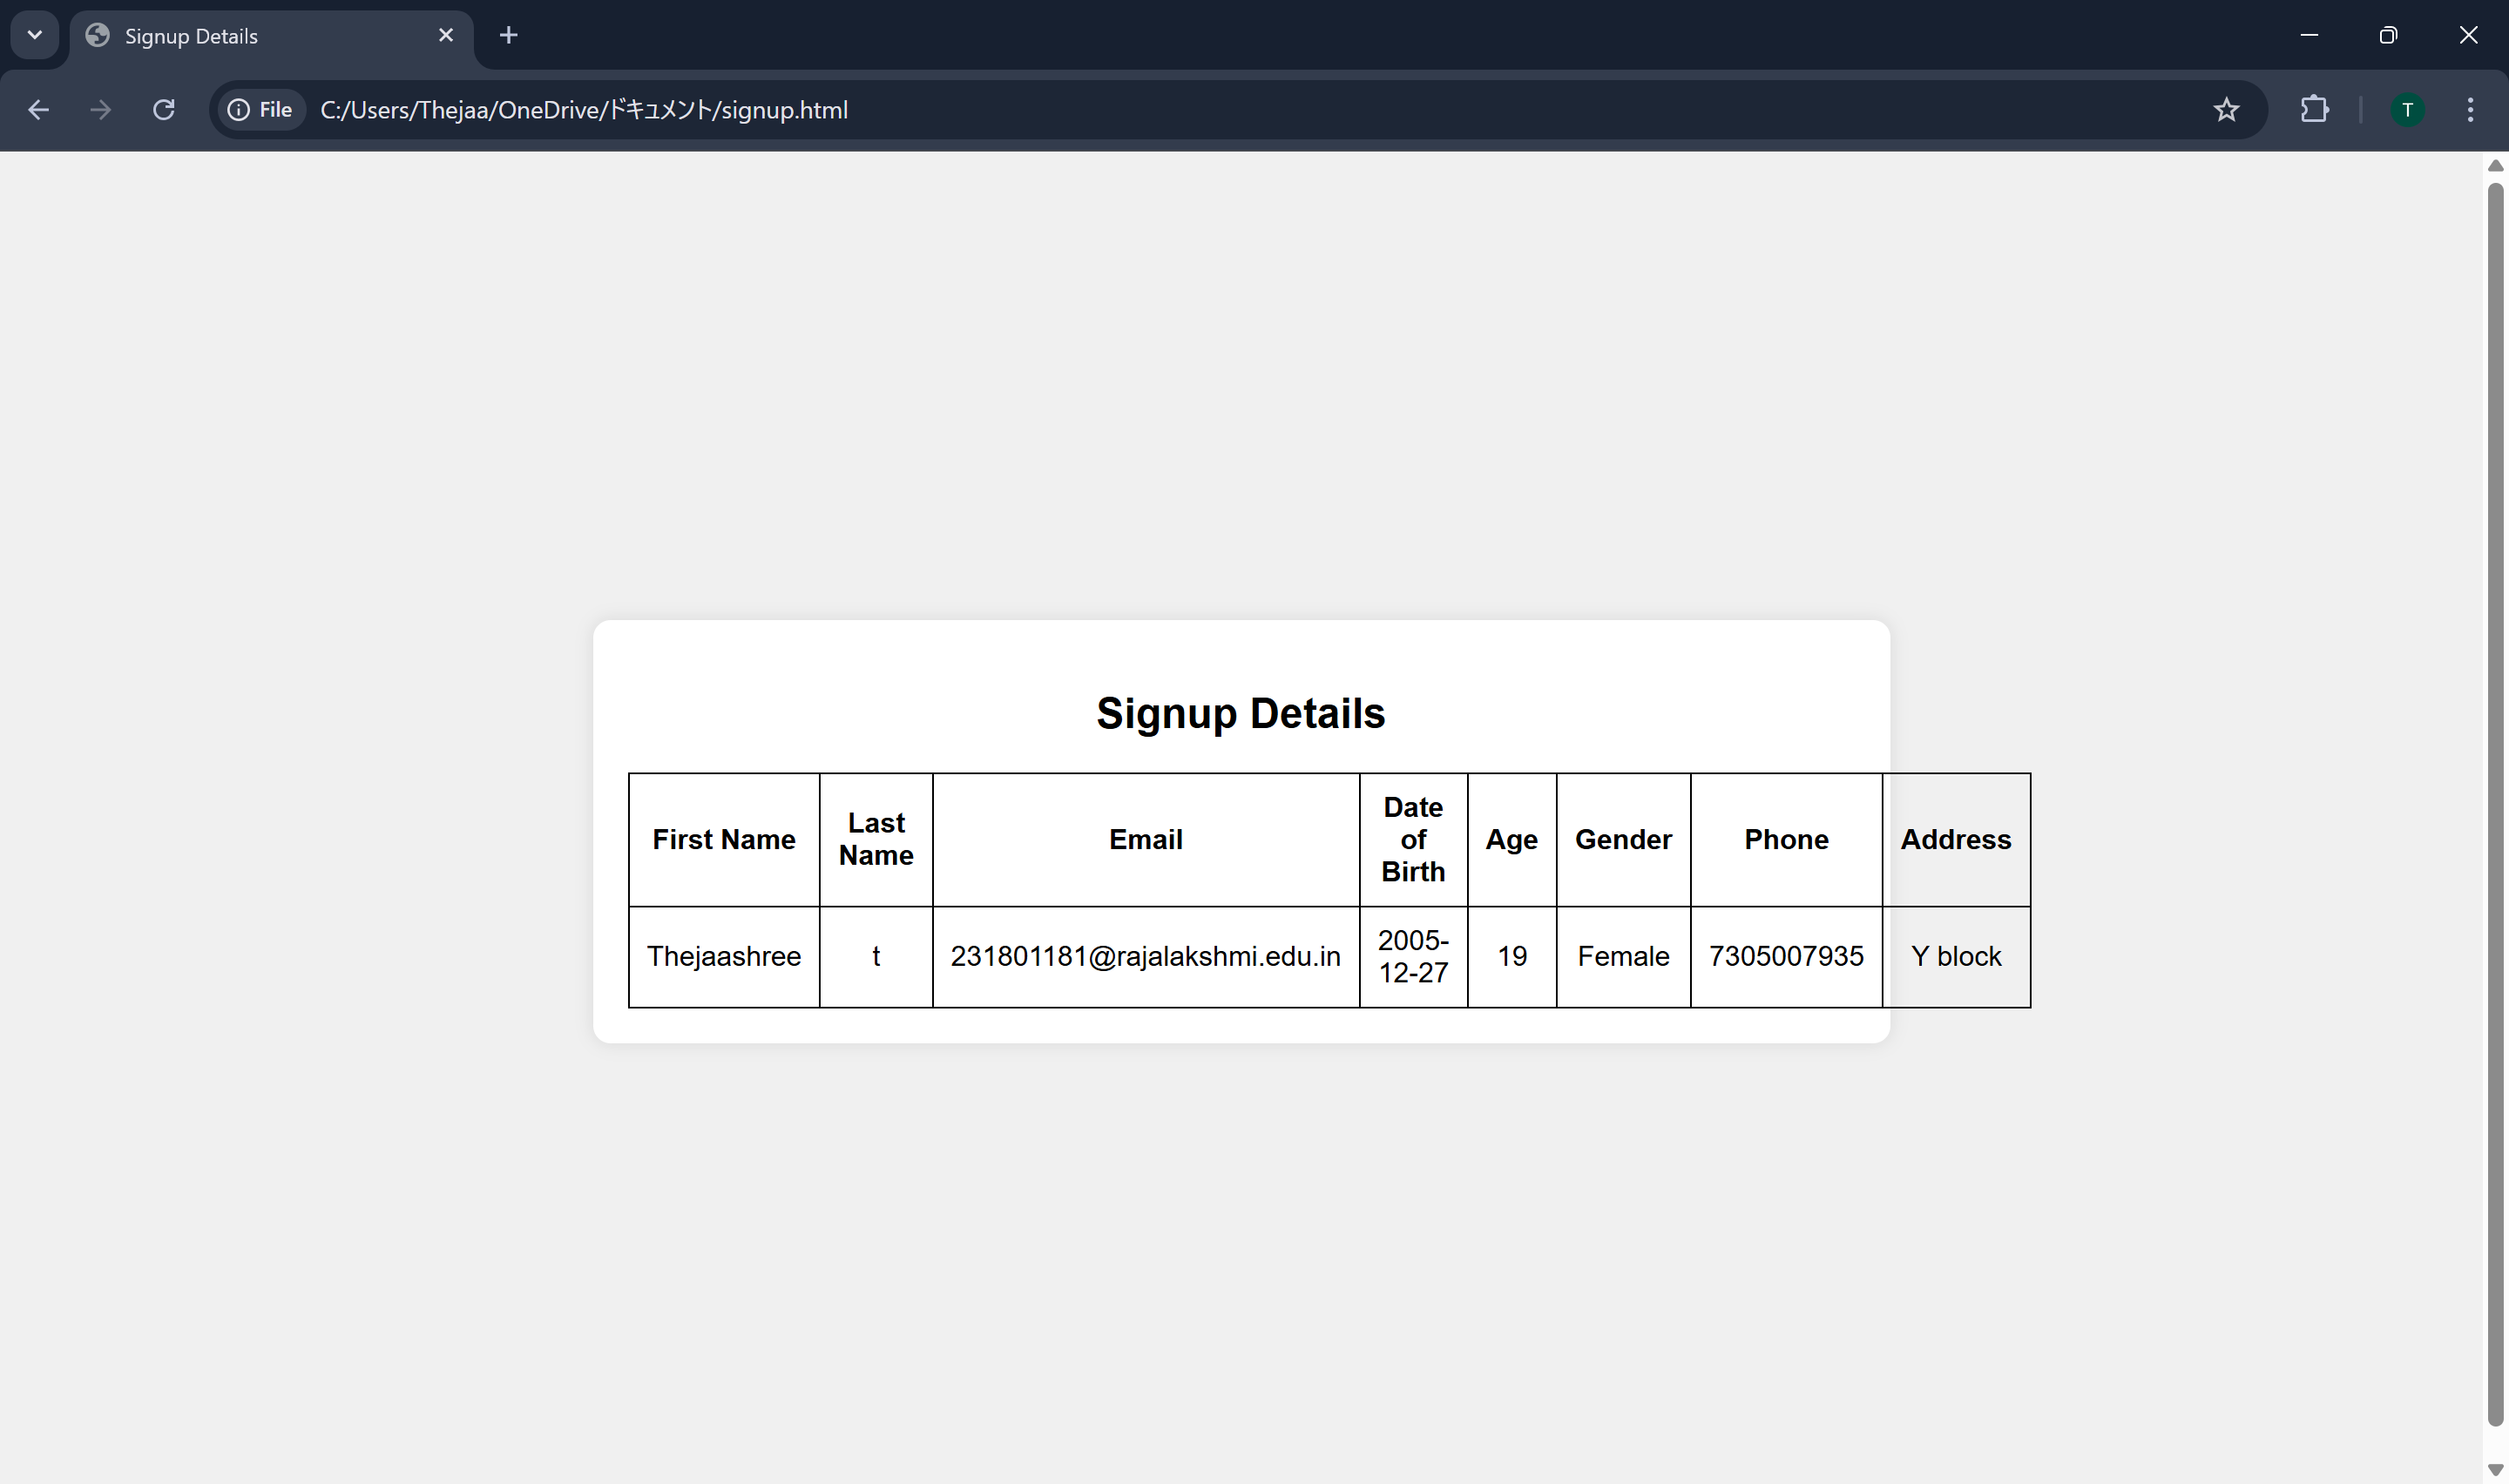 Signup Details
File C:/Users/Thejaa/OneDrive/ドキュメント/signup.html
T
Signup Details
First Name Last Name Email Date of Birth Age Gender Phone Address
Thejaashree t 231801181@rajalakshmi.edu.in 2005-12-27 19 Female 7305007935 Y block